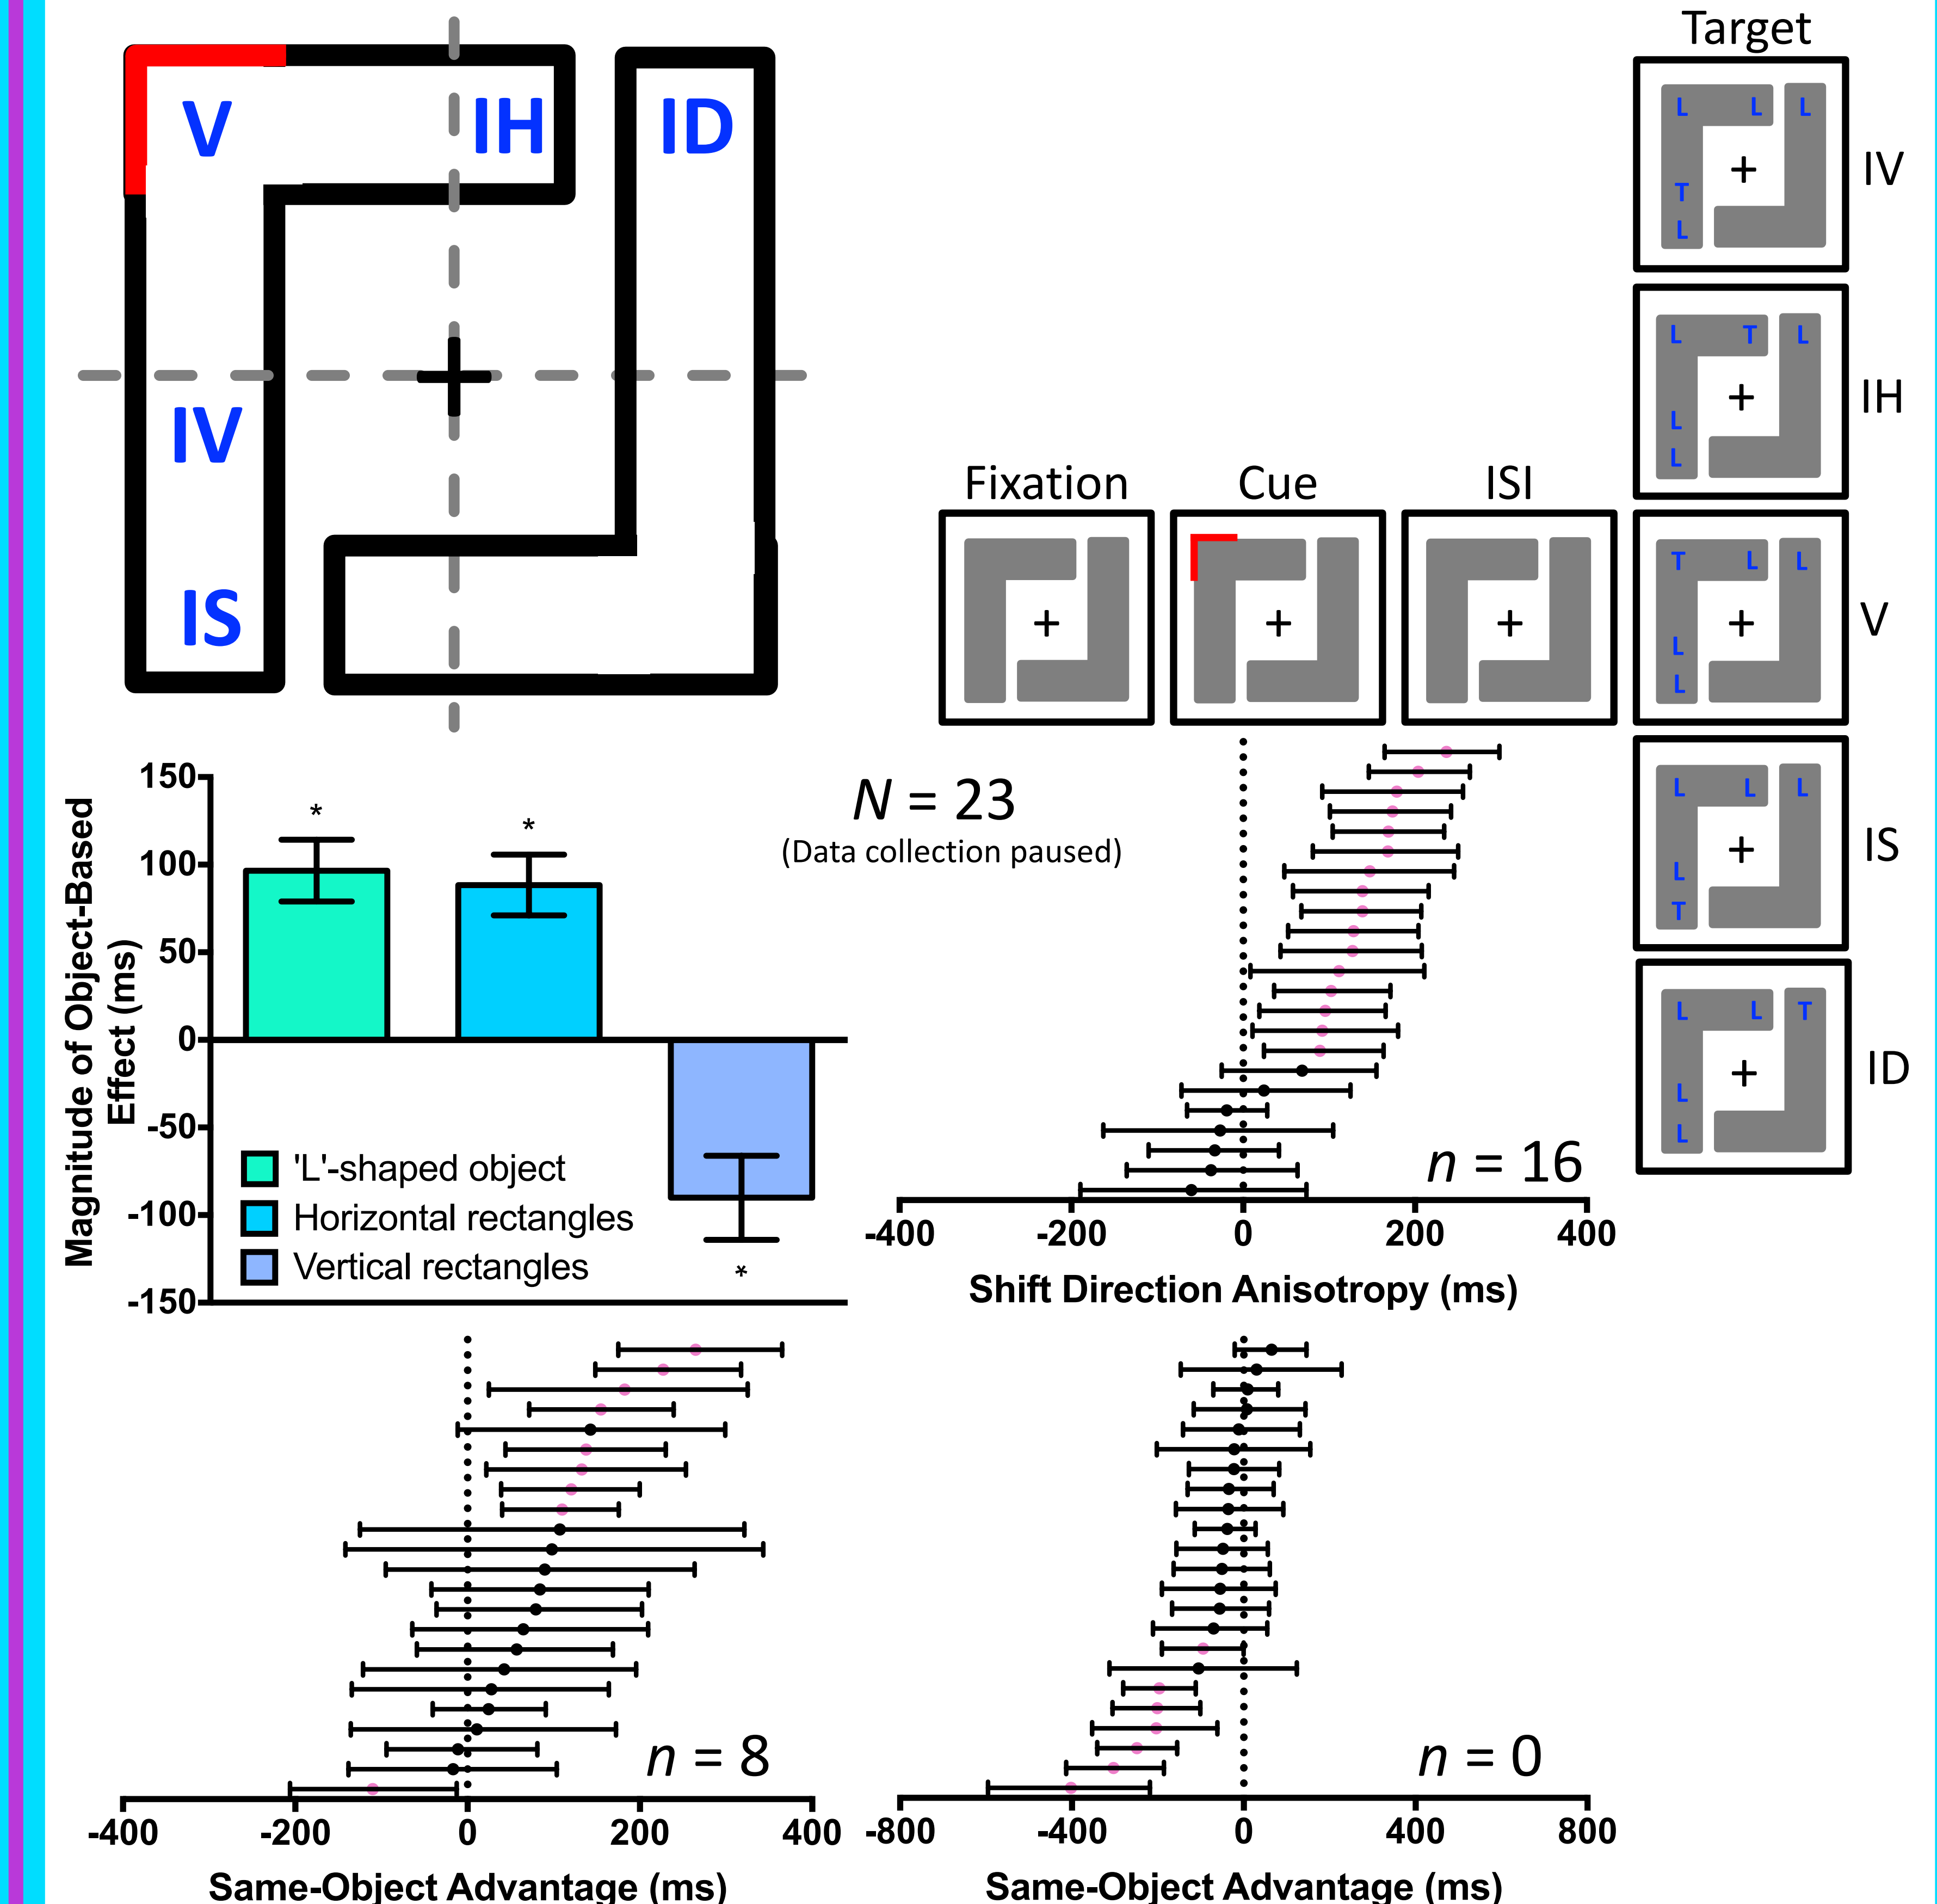 V IH ID
IV
IS
Target
L L L
T
L
IV
L T L
L
L
IH
Fixation Cue ISI
T L L
L
L
V
L L L
L
T
IS
L L T
L
L
ID
Magnitude of Object-Based
Effect (ms)
150
100
50
0
-50
-100
-150
*
*
*
'L'-shaped object
Horizontal rectangles
Vertical rectangles
N = 23
(Data collection paused)
n = 16
-400 -200 0 200 400
Shift Direction Anisotropy (ms)
n = 8
-400 -200 0 200 400
Same-Object Advantage (ms)
n = 0
-800 -400 0 400 800
Same-Object Advantage (ms)